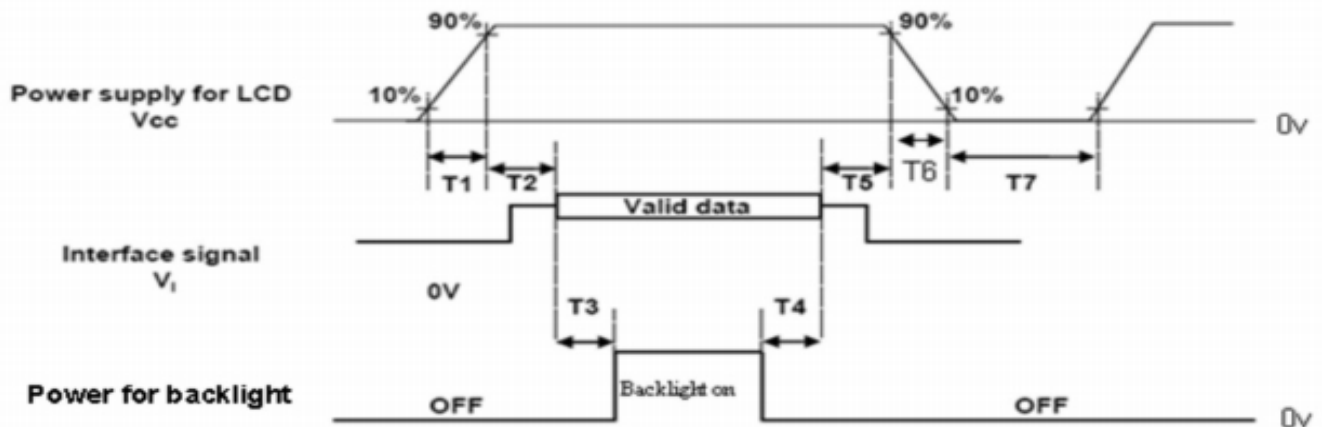 90%
90%
Power supply for LCD
Vcc
10%
10%
0v
T1
T2
T5
T6
T7
Valid data
Interface signal
VI
0V
T3
T4
Power for backlight
OFF
Backlight on
OFF
0v